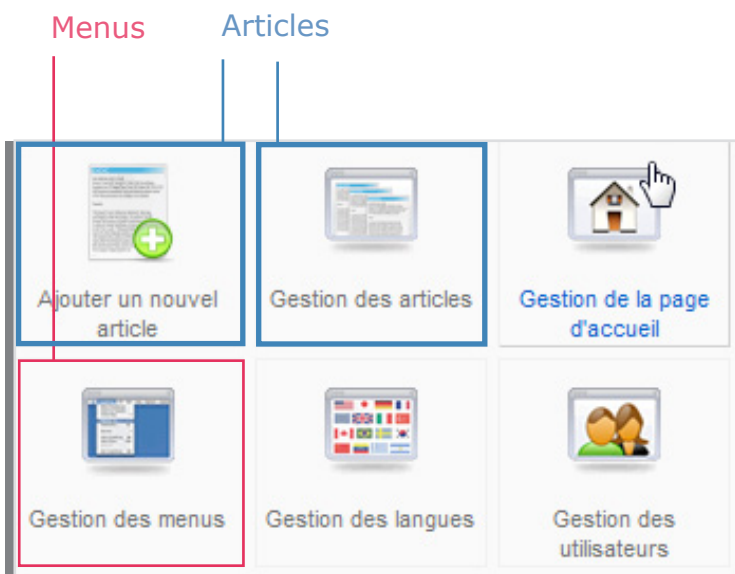 Menus
Articles
Ajouter un nouvel
article
Gestion des articles
Gestion de la page
d'accueil
Gestion des menus
Gestion des langues
Gestion des
utilisateurs